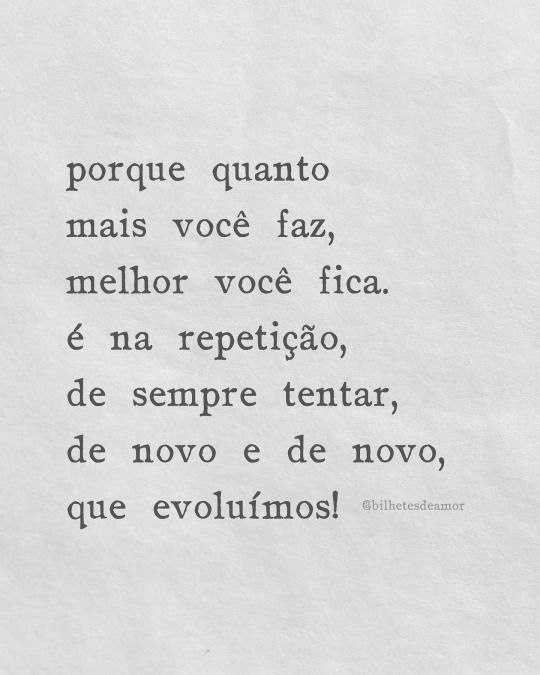 porque quanto
mais você faz,
melhor você fica.
é na repetição,
de sempre tentar,
de novo e de novo,
que evoluímos! @bilhetesdeamor